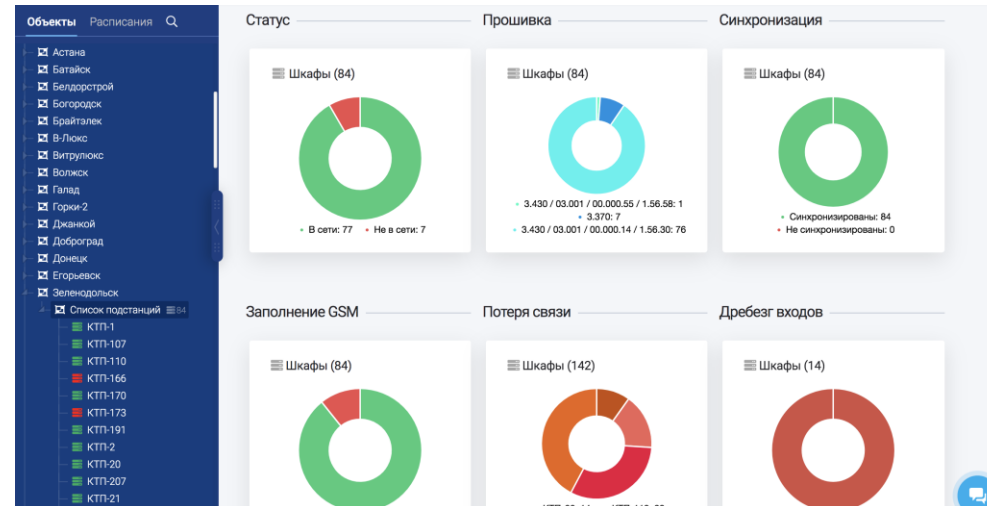 Объекты Расписания
Астана
Батайск
Белдорстрой
Богородск
Брайтэлек
В-Люкс
Витрулюкс
Волжск
Галад
Горки-2
Джанкой
Доброград
Донецк
Егорьевск
Зеленодольск
Список подстанций 84
КТП-1
КТП-107
КТП-110
КТП-166
КТП-170
КТП-173
КТП-191
КТП-2
КТП-20
КТП-207
КТП-21
Статус
Шкафы (84)
• В сети: 77 • Не в сети: 7
Прошивка
Шкафы (84)
• 3.430 / 03.001 / 00.000.55 / 1.56.58: 1
• 3.370: 7
• 3.430 / 03.001 / 00.000.14 / 1.56.30: 76
Синхронизация
Шкафы (84)
• Синхронизированы: 84
• Не синхронизированы: 0
Заполнение GSM
Шкафы (84)
Потеря связи
Шкафы (142)
Дребезг входов
Шкафы (14)